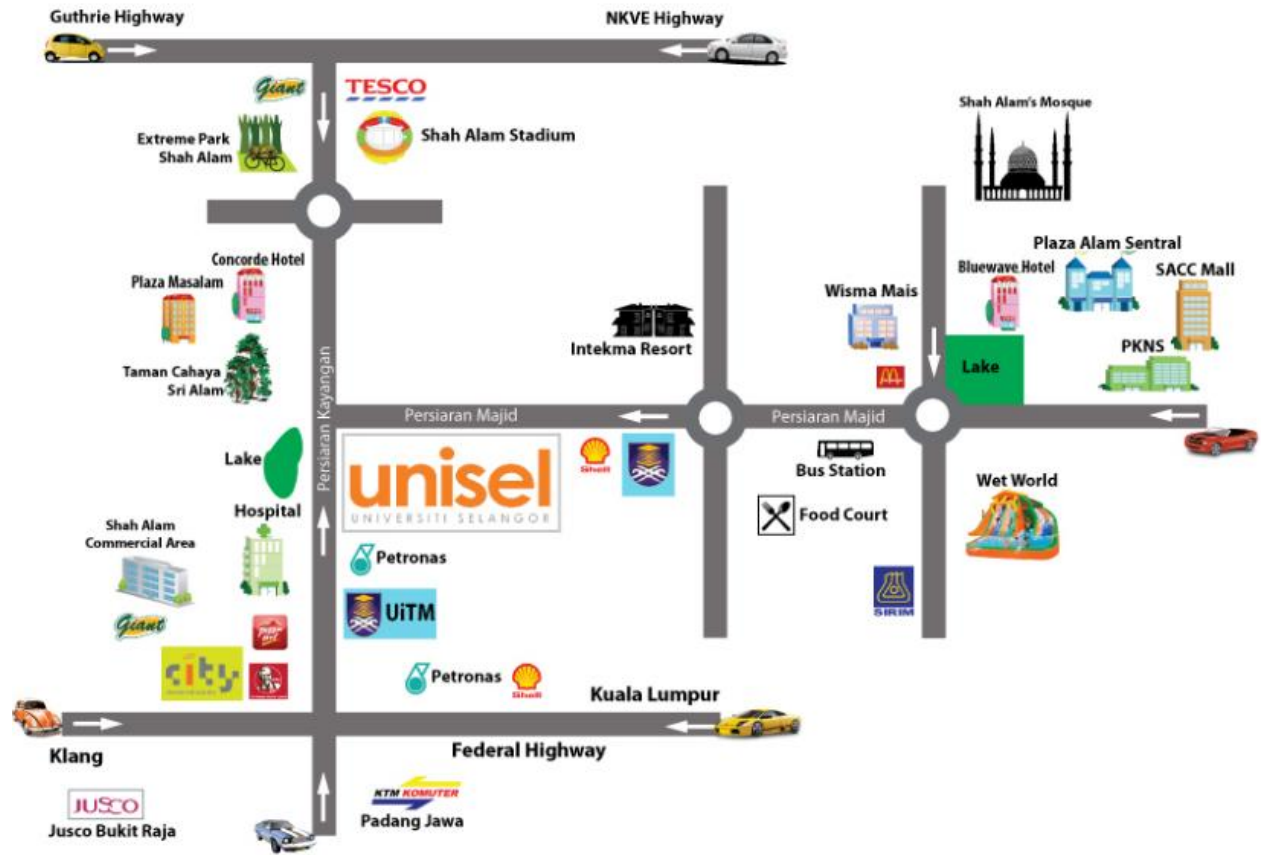 Guthrie Highway
NKVE Highway
Giant
TESCO
Extreme Park
Shah Alam
Shah Alam Stadium
Shah Alam's Mosque
Concorde Hotel
Plaza Masalam
Taman Cahaya
Sri Alam
Intekma Resort
Wisma Mais
Bluewave Hotel
Plaza Alam Sentral
SACC Mall
PKNS
Lake
Persiaran Kayangan
Persiaran Majid
Persiaran Majid
Lake
unisel
UNIVERSITI SELANGOR
Shell
Bus Station
Food Court
Wet World
Hospital
Shah Alam
Commercial Area
Petronas
UiTM
SIRIM
Giant
Pizza Hut
city
Petronas
Shell
Kuala Lumpur
Klang
Federal Highway
JUSCO
Jusco Bukit Raja
KTM KOMUTER
Padang Jawa